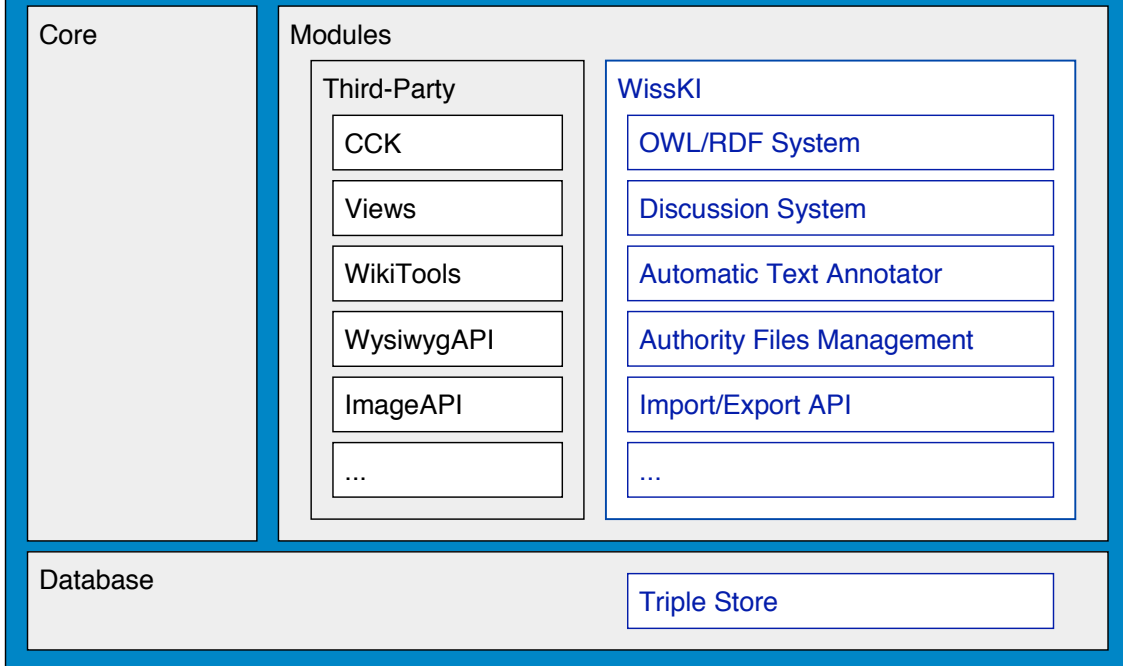 Core
Modules
Third-Party
CCK
Views
WikiTools
WysiwygAPI
ImageAPI
...
WissKI
OWL/RDF System
Discussion System
Automatic Text Annotator
Authority Files Management
Import/Export API
...
Database
Triple Store